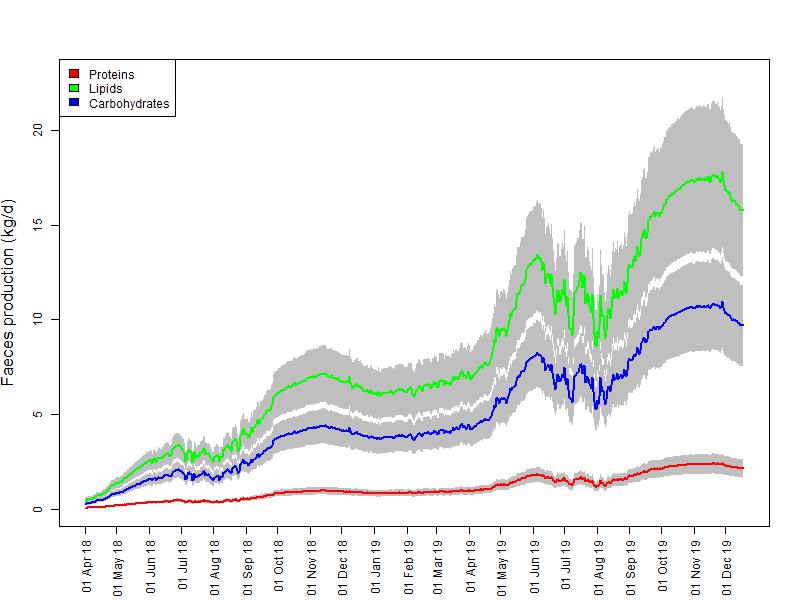 Proteins
Lipids
Carbohydrates
Faeces production (kg/d)
20
15
10
5
0
01 Apr 18
01 May 18
01 Jun 18
01 Jul 18
01 Aug 18
01 Sep 18
01 Oct 18
01 Nov 18
01 Dec 18
01 Jan 19
01 Feb 19
01 Mar 19
01 Apr 19
01 May 19
01 Jun 19
01 Jul 19
01 Aug 19
01 Sep 19
01 Oct 19
01 Nov 19
01 Dec 19